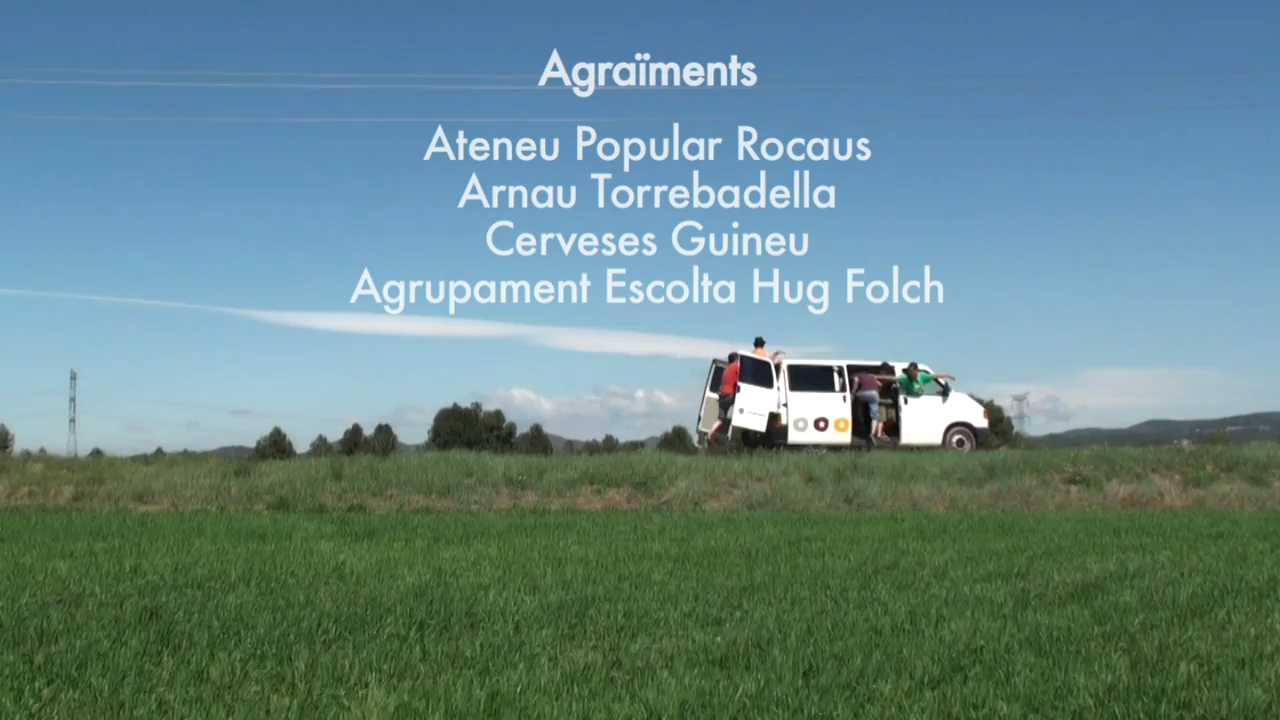 Agraïments
Ateneu Popular Rocaus
Arnau Torrebadella
Cerveses Guineu
Agrupament Escolta Hug Folch